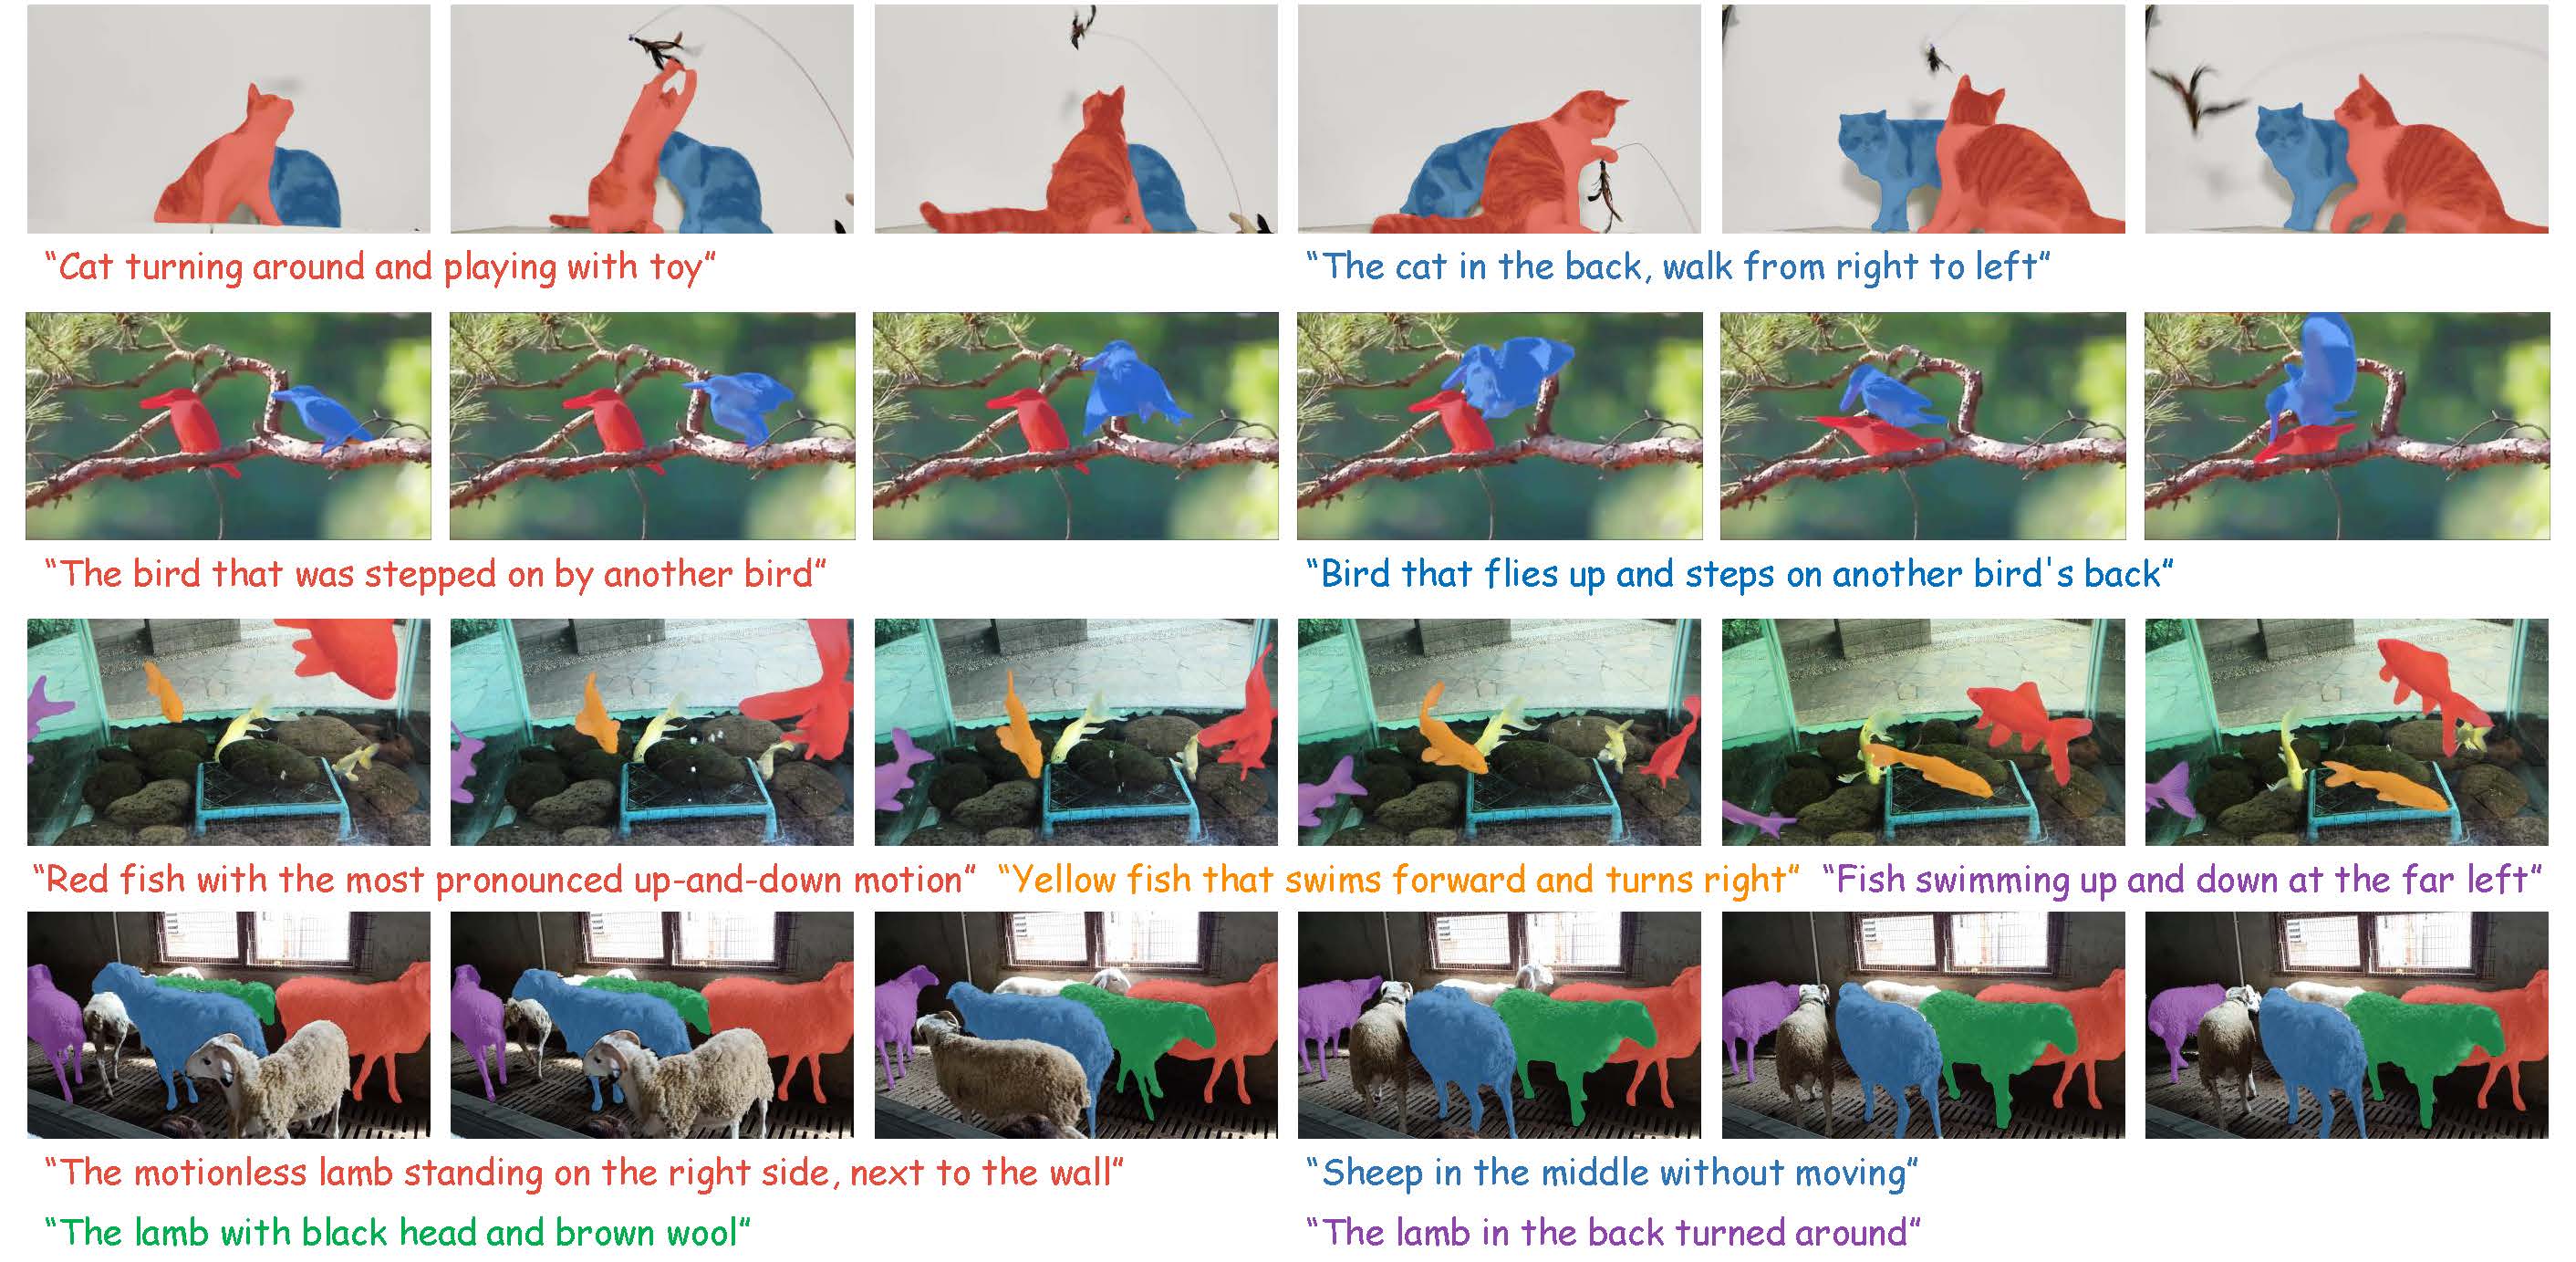 “Cat turning around and playing with toy” “The cat in the back, walk from right to left”
“The bird that was stepped on by another bird” “Bird that flies up and steps on another bird's back”
“Red fish with the most pronounced up-and-down motion” “Yellow fish that swims forward and turns right” “Fish swimming up and down at the far left”
“The motionless lamb standing on the right side, next to the wall” “Sheep in the middle without moving”
“The lamb with black head and brown wool” “The lamb in the back turned around”